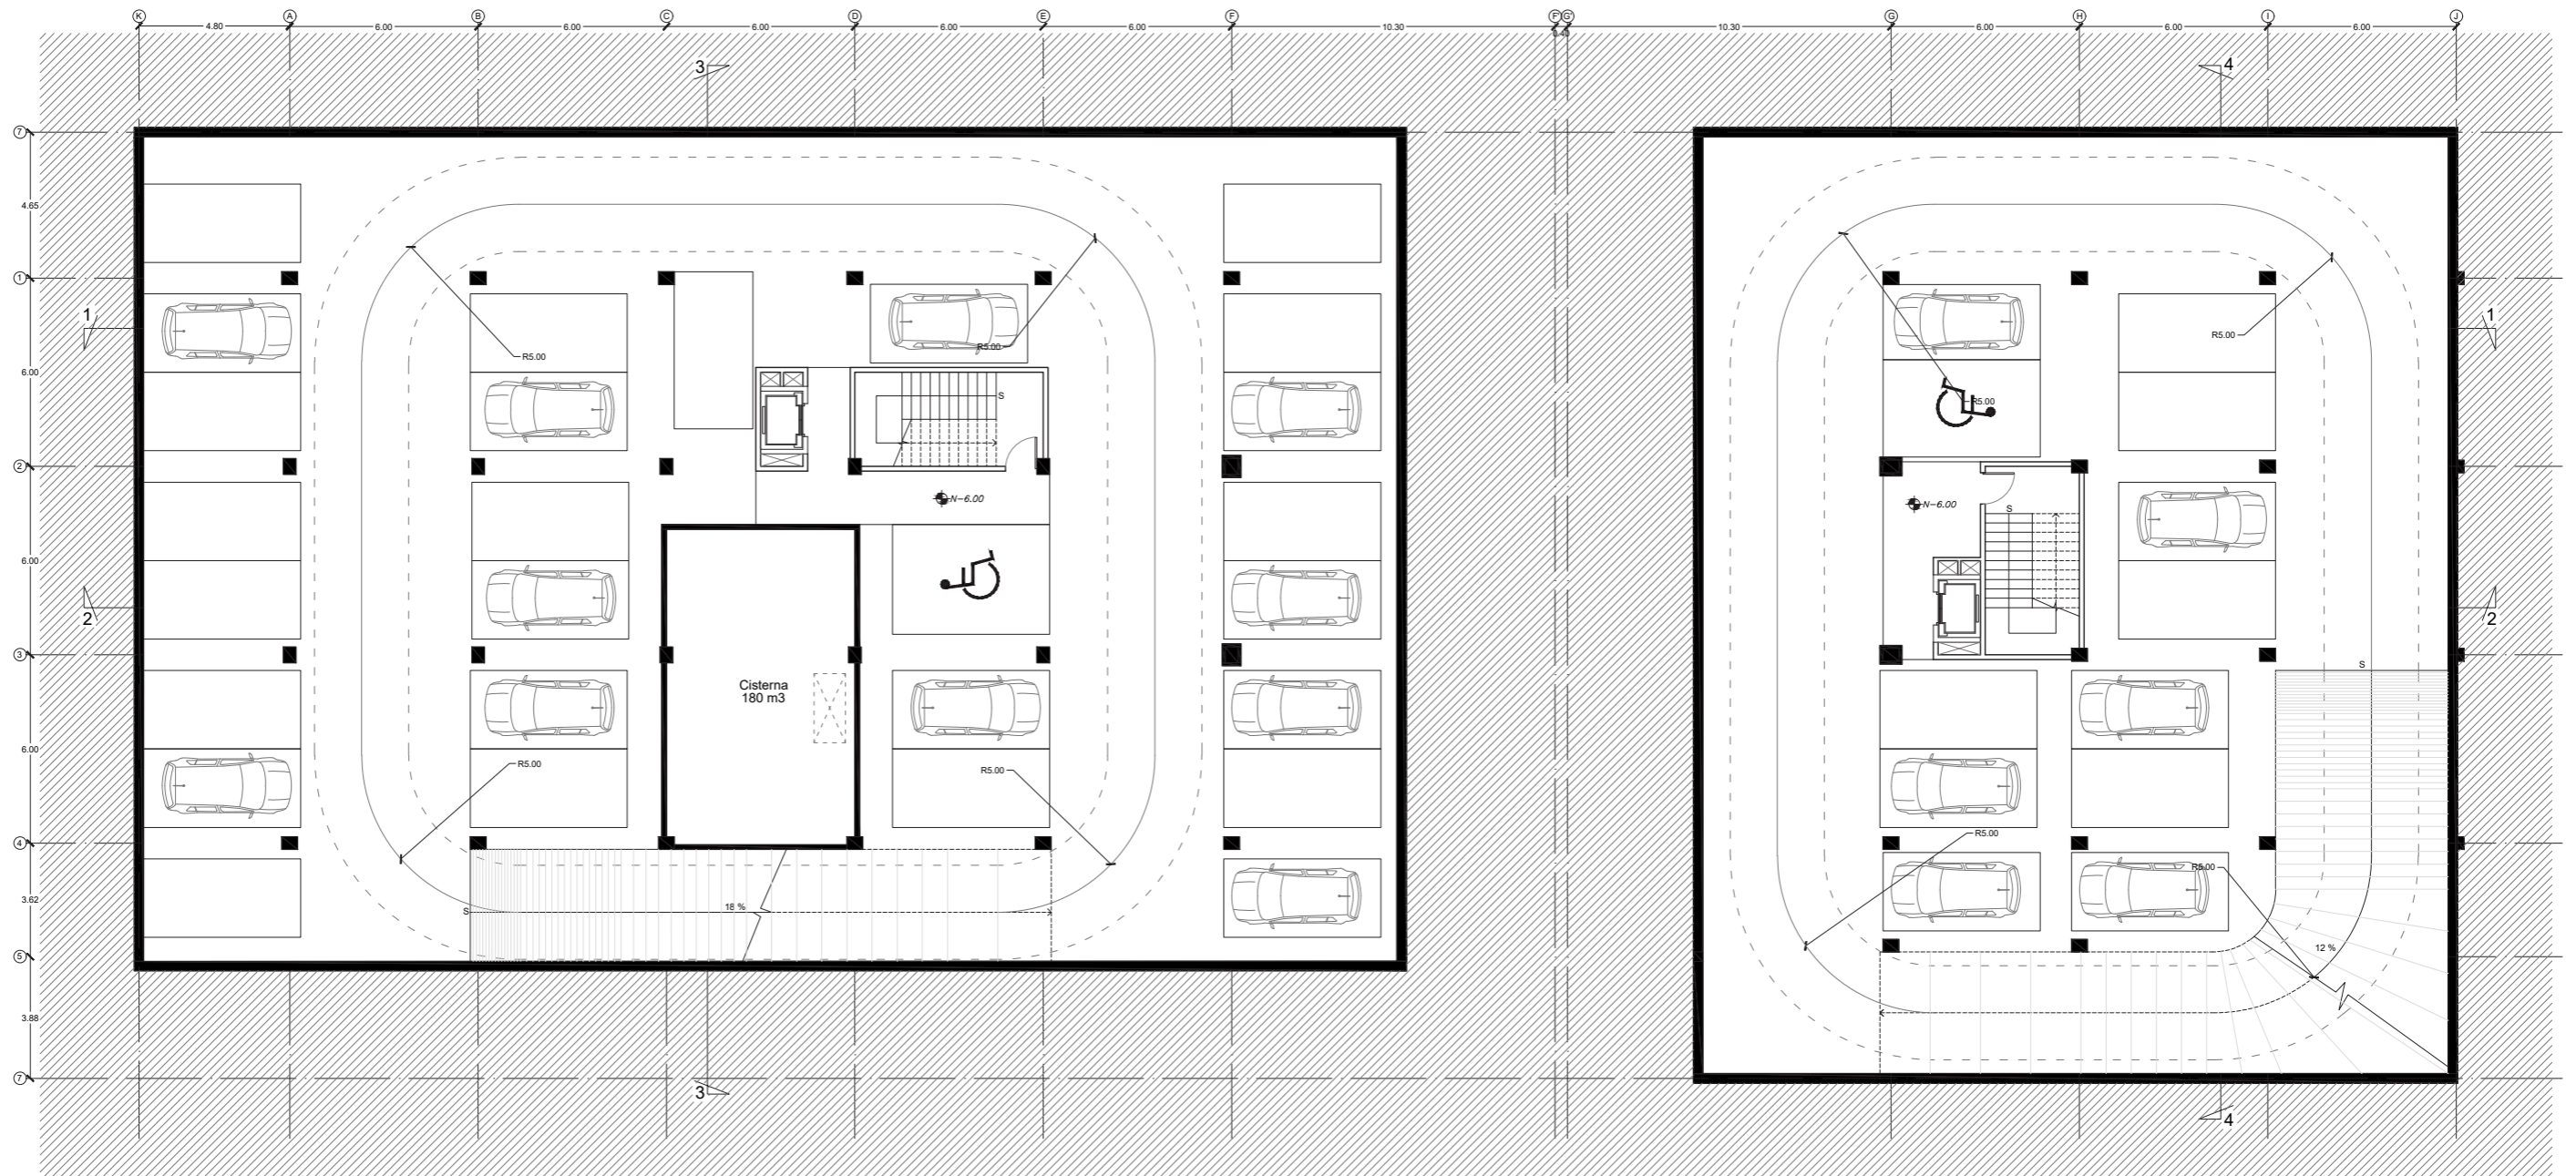 K A B C D E F F' G' G H I J
4.80 6.00 6.00 6.00 6.00 6.00 10.30 0.40 10.30 6.00 6.00 6.00
3 4
7
4.65
1
1 1
R5.00 R5.00 R5.00
6.00
S R5.00
2
N-6.00 N-6.00 S
6.00
2 2
3
S
Cisterna
180 m3
6.00
R5.00 R5.00
4
R5.00 R5.00
3.62
S 18 %
5
12 %
3.88
7
3 4